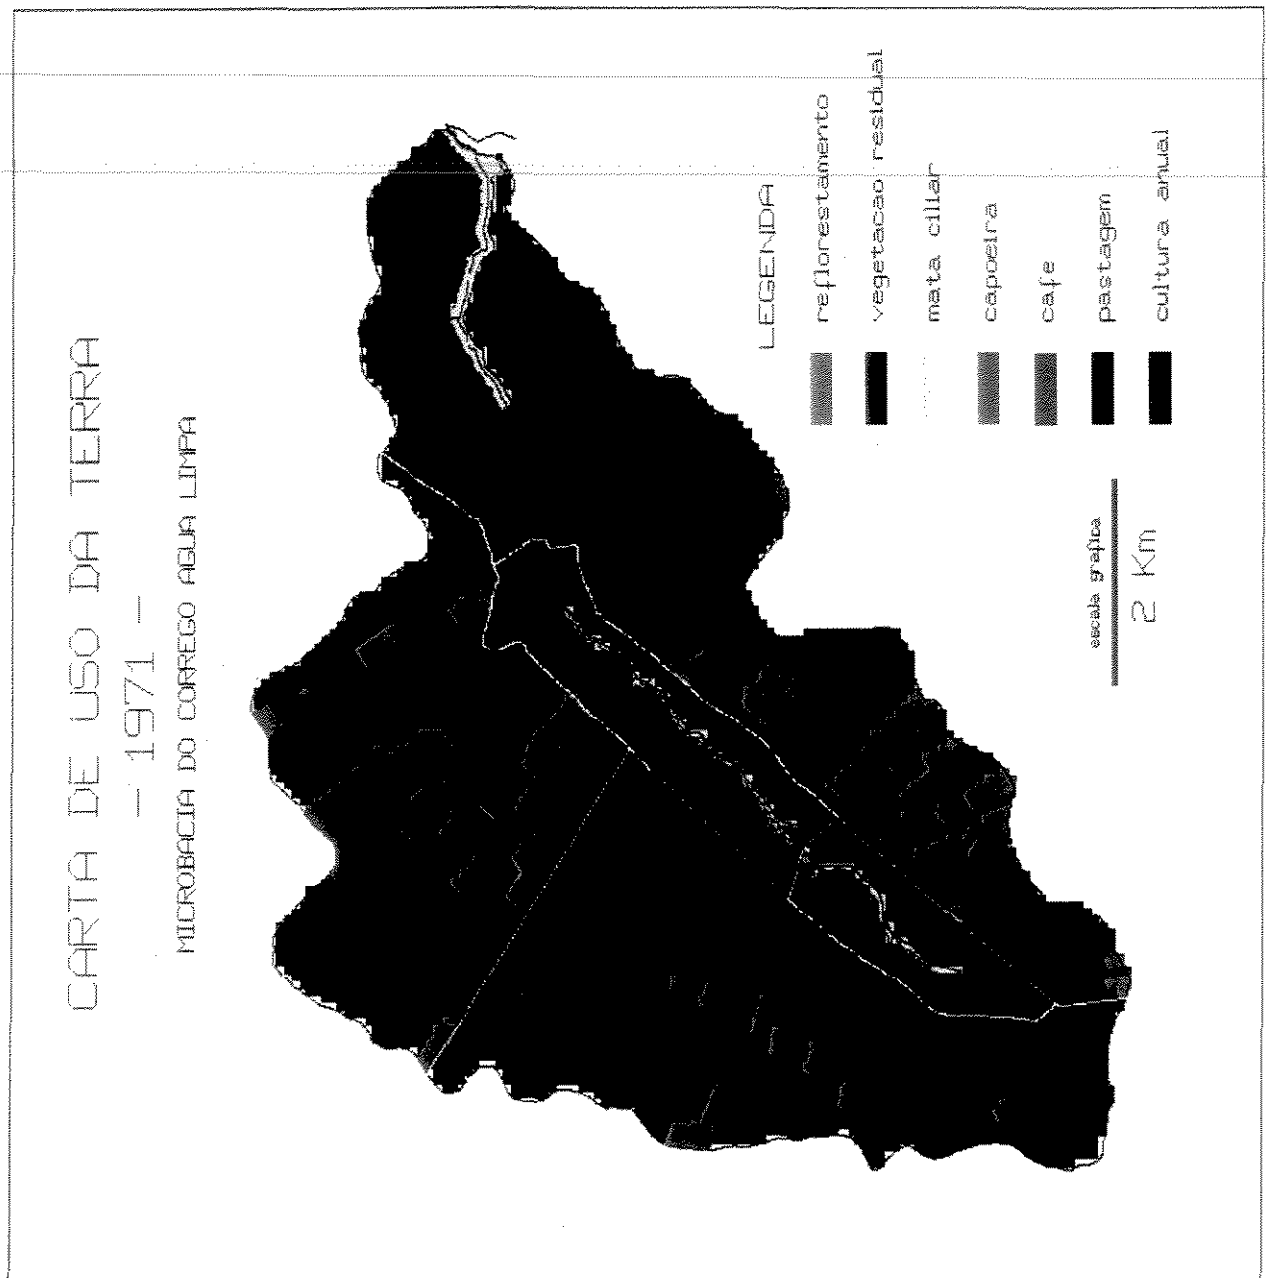 CARTA DE USO DA TERRA
- 1971 -
MICROBACIA DO CORREGO AGUA LIMPA
LEGENDA
reflorestamento
vegetacao residual
mata ciliar
capoeira
cafe
pastagem
cultura anual
escala grafica
2 Km